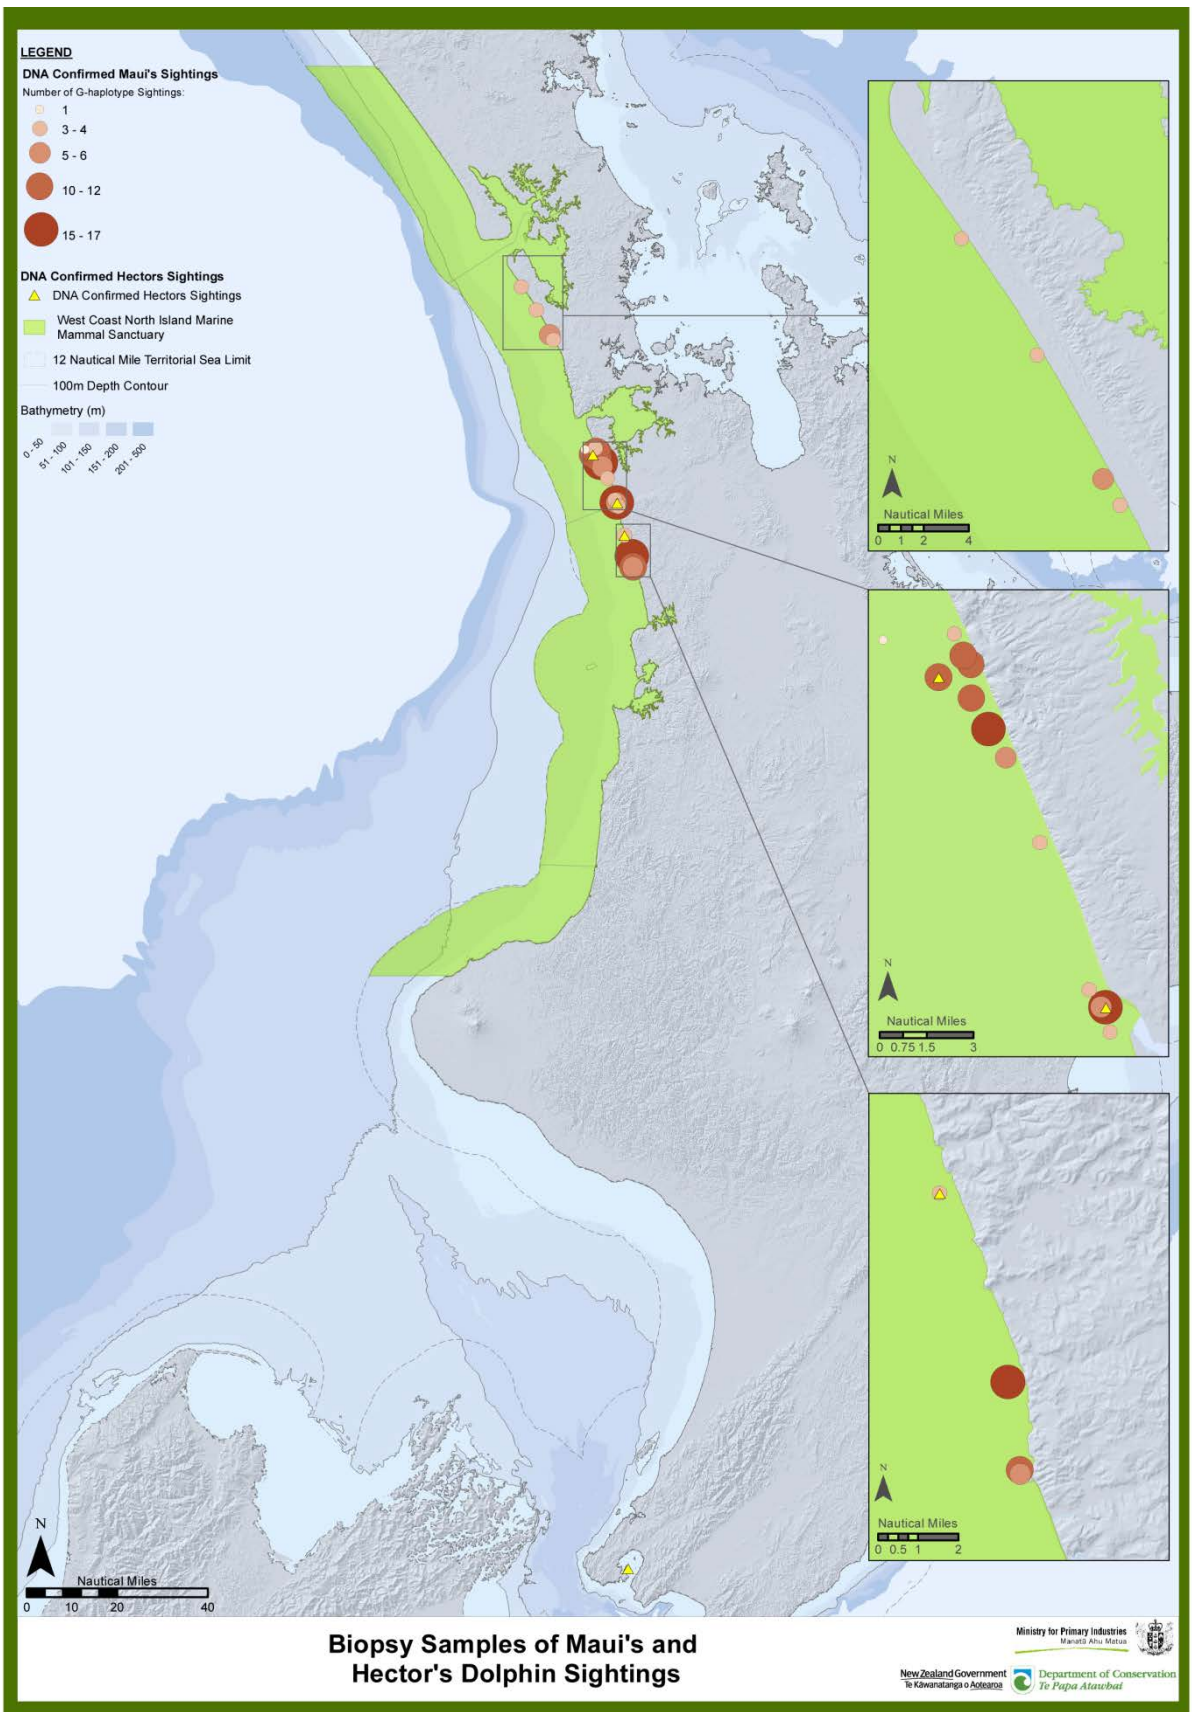 LEGEND
DNA Confirmed Maui's Sightings
Number of G-haplotype Sightings:
1
3 - 4
5 - 6
10 - 12
15 - 17
DNA Confirmed Hectors Sightings
DNA Confirmed Hectors Sightings
West Coast North Island Marine
Mammal Sanctuary
12 Nautical Mile Territorial Sea Limit
100m Depth Contour
Bathymetry (m)
0 - 50
51 - 100
101 - 150
151 - 200
201 - 500
N
Nautical Miles
0 1 2 4
N
Nautical Miles
0 0.75 1.5 3
N
Nautical Miles
0 0.5 1 2
N
Nautical Miles
0 10 20 40
Biopsy Samples of Maui's and
Hector's Dolphin Sightings
Ministry for Primary Industries
Manatū Ahu Matua
New Zealand Government
Te Kāwanatanga o Aotearoa
Department of Conservation
Te Papa Atawhai